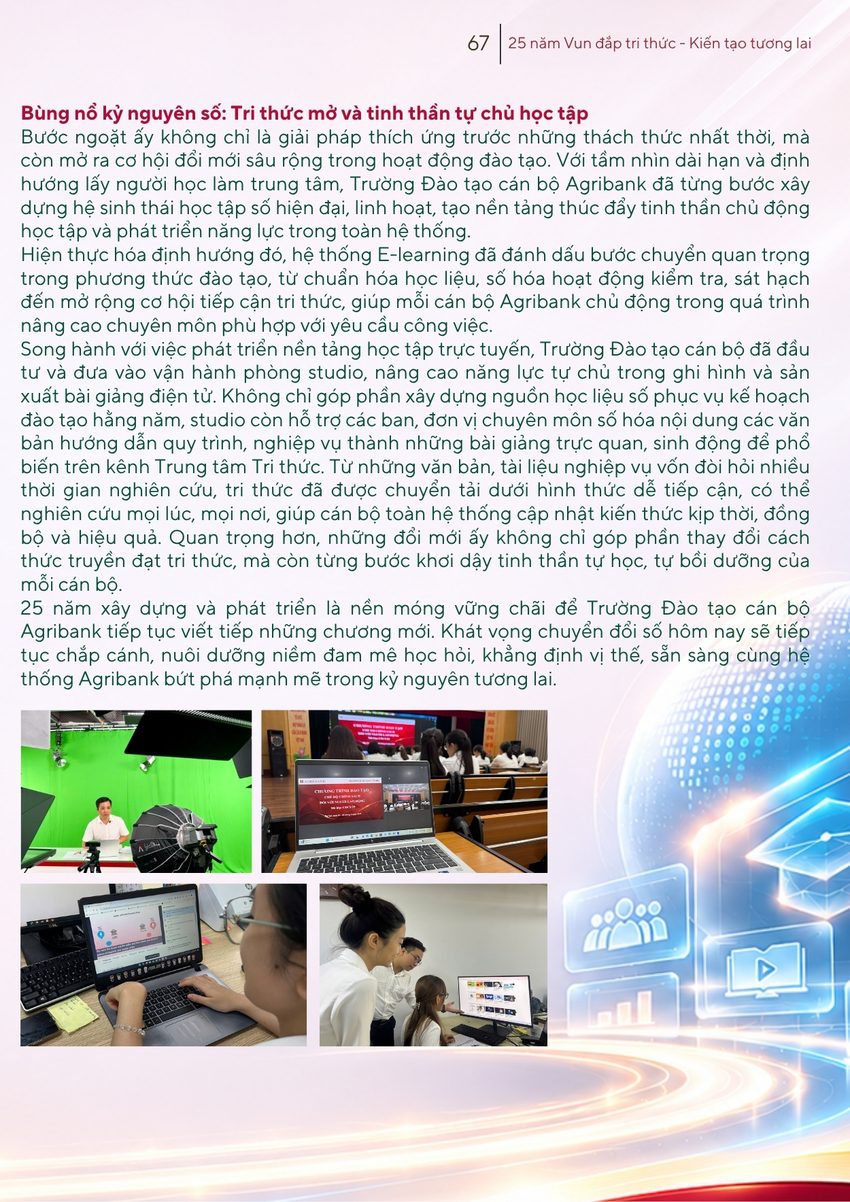 67
25 năm Vun đắp tri thức - Kiến tạo tương lai
Bùng nổ kỷ nguyên số: Tri thức mở và tinh thần tự chủ học tập
Bước ngoặt ấy không chỉ là giải pháp thích ứng trước những thách thức nhất thời, mà
còn mở ra cơ hội đổi mới sâu rộng trong hoạt động đào tạo. Với tầm nhìn dài hạn và định
hướng lấy người học làm trung tâm, Trường Đào tạo cán bộ Agribank đã từng bước xây
dựng hệ sinh thái học tập số hiện đại, linh hoạt, tạo nền tảng thúc đẩy tinh thần chủ động
học tập và phát triển năng lực trong toàn hệ thống.
Hiện thực hóa định hướng đó, hệ thống E-learning đã đánh dấu bước chuyển quan trọng
trong phương thức đào tạo, từ chuẩn hóa học liệu, số hóa hoạt động kiểm tra, sát hạch
đến mở rộng cơ hội tiếp cận tri thức, giúp mỗi cán bộ Agribank chủ động trong quá trình
nâng cao chuyên môn phù hợp với yêu cầu công việc.
Song hành với việc phát triển nền tảng học tập trực tuyến, Trường Đào tạo cán bộ đã đầu
tư và đưa vào vận hành phòng studio, nâng cao năng lực tự chủ trong ghi hình và sản
xuất bài giảng điện tử. Không chỉ góp phần xây dựng nguồn học liệu số phục vụ kế hoạch
đào tạo hằng năm, studio còn hỗ trợ các ban, đơn vị chuyên môn số hóa nội dung các văn
bản hướng dẫn quy trình, nghiệp vụ thành những bài giảng trực quan, sinh động để phổ
biến trên kênh Trung tâm Tri thức. Từ những văn bản, tài liệu nghiệp vụ vốn đòi hỏi nhiều
thời gian nghiên cứu, tri thức đã được chuyển tải dưới hình thức dễ tiếp cận, có thể
nghiên cứu mọi lúc, mọi nơi, giúp cán bộ toàn hệ thống cập nhật kiến thức kịp thời, đồng
bộ và hiệu quả. Quan trọng hơn, những đổi mới ấy không chỉ góp phần thay đổi cách
thức truyền đạt tri thức, mà còn từng bước khơi dậy tinh thần tự học, tự bồi dưỡng của
mỗi cán bộ.
25 năm xây dựng và phát triển là nền móng vững chãi để Trường Đào tạo cán bộ
Agribank tiếp tục viết tiếp những chương mới. Khát vọng chuyển đổi số hôm nay sẽ tiếp
tục chắp cánh, nuôi dưỡng niềm đam mê học hỏi, khẳng định vị thế, sẵn sàng cùng hệ
thống Agribank bứt phá mạnh mẽ trong kỷ nguyên tương lai.
CHƯƠNG TRÌNH ĐÀO TẠO
CHẾ ĐỘ CHÍNH SÁCH
ĐỐI VỚI NGƯỜI LAO ĐỘNG